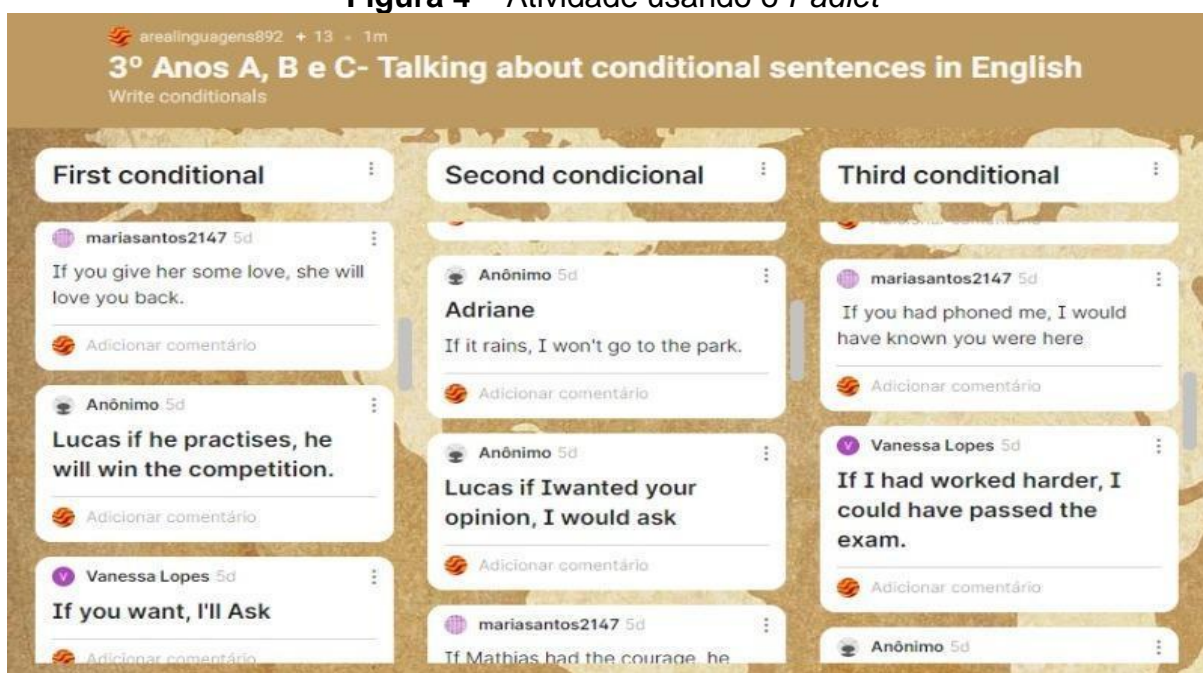 Figura 4 – Atividade usando o Padlet
arealinguagens892 + 13 • 1m
3º Anos A, B e C- Talking about conditional sentences in English
Write conditionals
First conditional
mariasantos2147 5d
If you give her some love, she will
love you back.
Adicionar comentário
Anônimo 5d
Lucas if he practises, he
will win the competition.
Adicionar comentário
Vanessa Lopes 5d
If you want, I'll Ask
Adicionar comentário
Second condicional
Anônimo 5d
Adriane
If it rains, I won't go to the park.
Adicionar comentário
Anônimo 5d
Lucas if Iwanted your
opinion, I would ask
Adicionar comentário
mariasantos2147 5d
If Mathias had the courage, he
Third conditional
Adicionar comentário
mariasantos2147 5d
If you had phoned me, I would
have known you were here
Adicionar comentário
Vanessa Lopes 5d
If I had worked harder, I
could have passed the
exam.
Adicionar comentário
Anônimo 5d